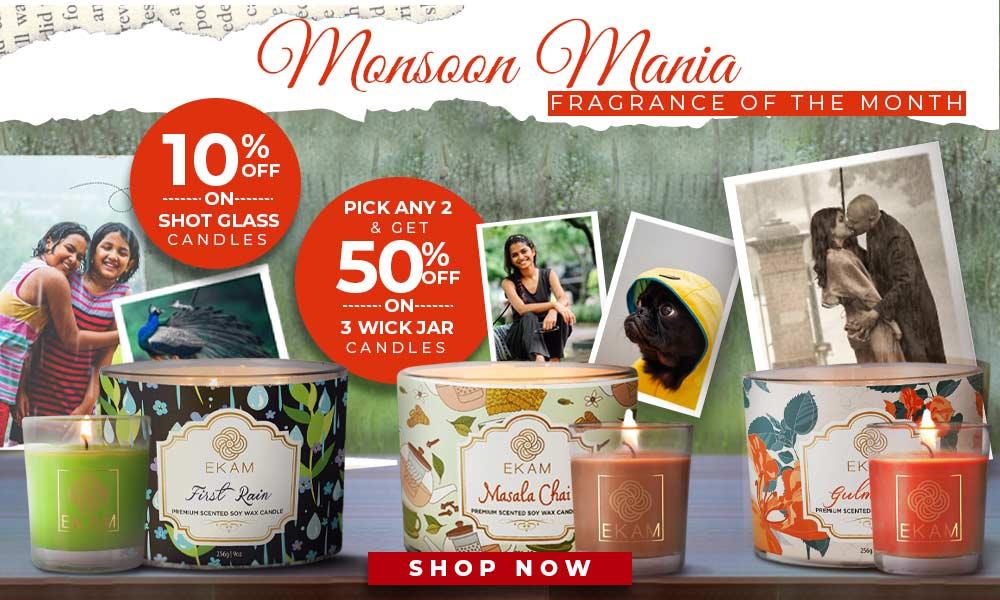 Monsoon Mania
FRAGRANCE OF THE MONTH
10% OFF
ON
SHOT GLASS
CANDLES
PICK ANY 2
& GET
50% OFF
ON
3 WICK JAR
CANDLES
EKAM
First Rain
PREMIUM SCENTED SOY WAX CANDLE
256g|9oz
EKAM
EKAM
Masala Chai
PREMIUM SCENTED SOY WAX CAND
EKAM
EK
Gulm
PREMIUM SCENTED
256g
EKAM
SHOP NOW